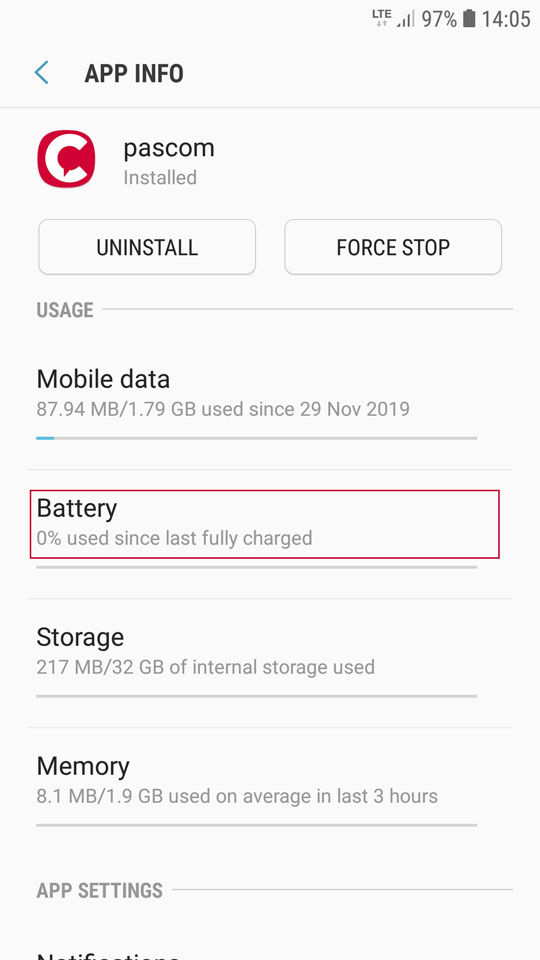 LTE 97% 14:05
APP INFO
pascom
Installed
UNINSTALL FORCE STOP
USAGE
Mobile data
87.94 MB/1.79 GB used since 29 Nov 2019
Battery
0% used since last fully charged
Storage
217 MB/32 GB of internal storage used
Memory
8.1 MB/1.9 GB used on average in last 3 hours
APP SETTINGS
Notifications